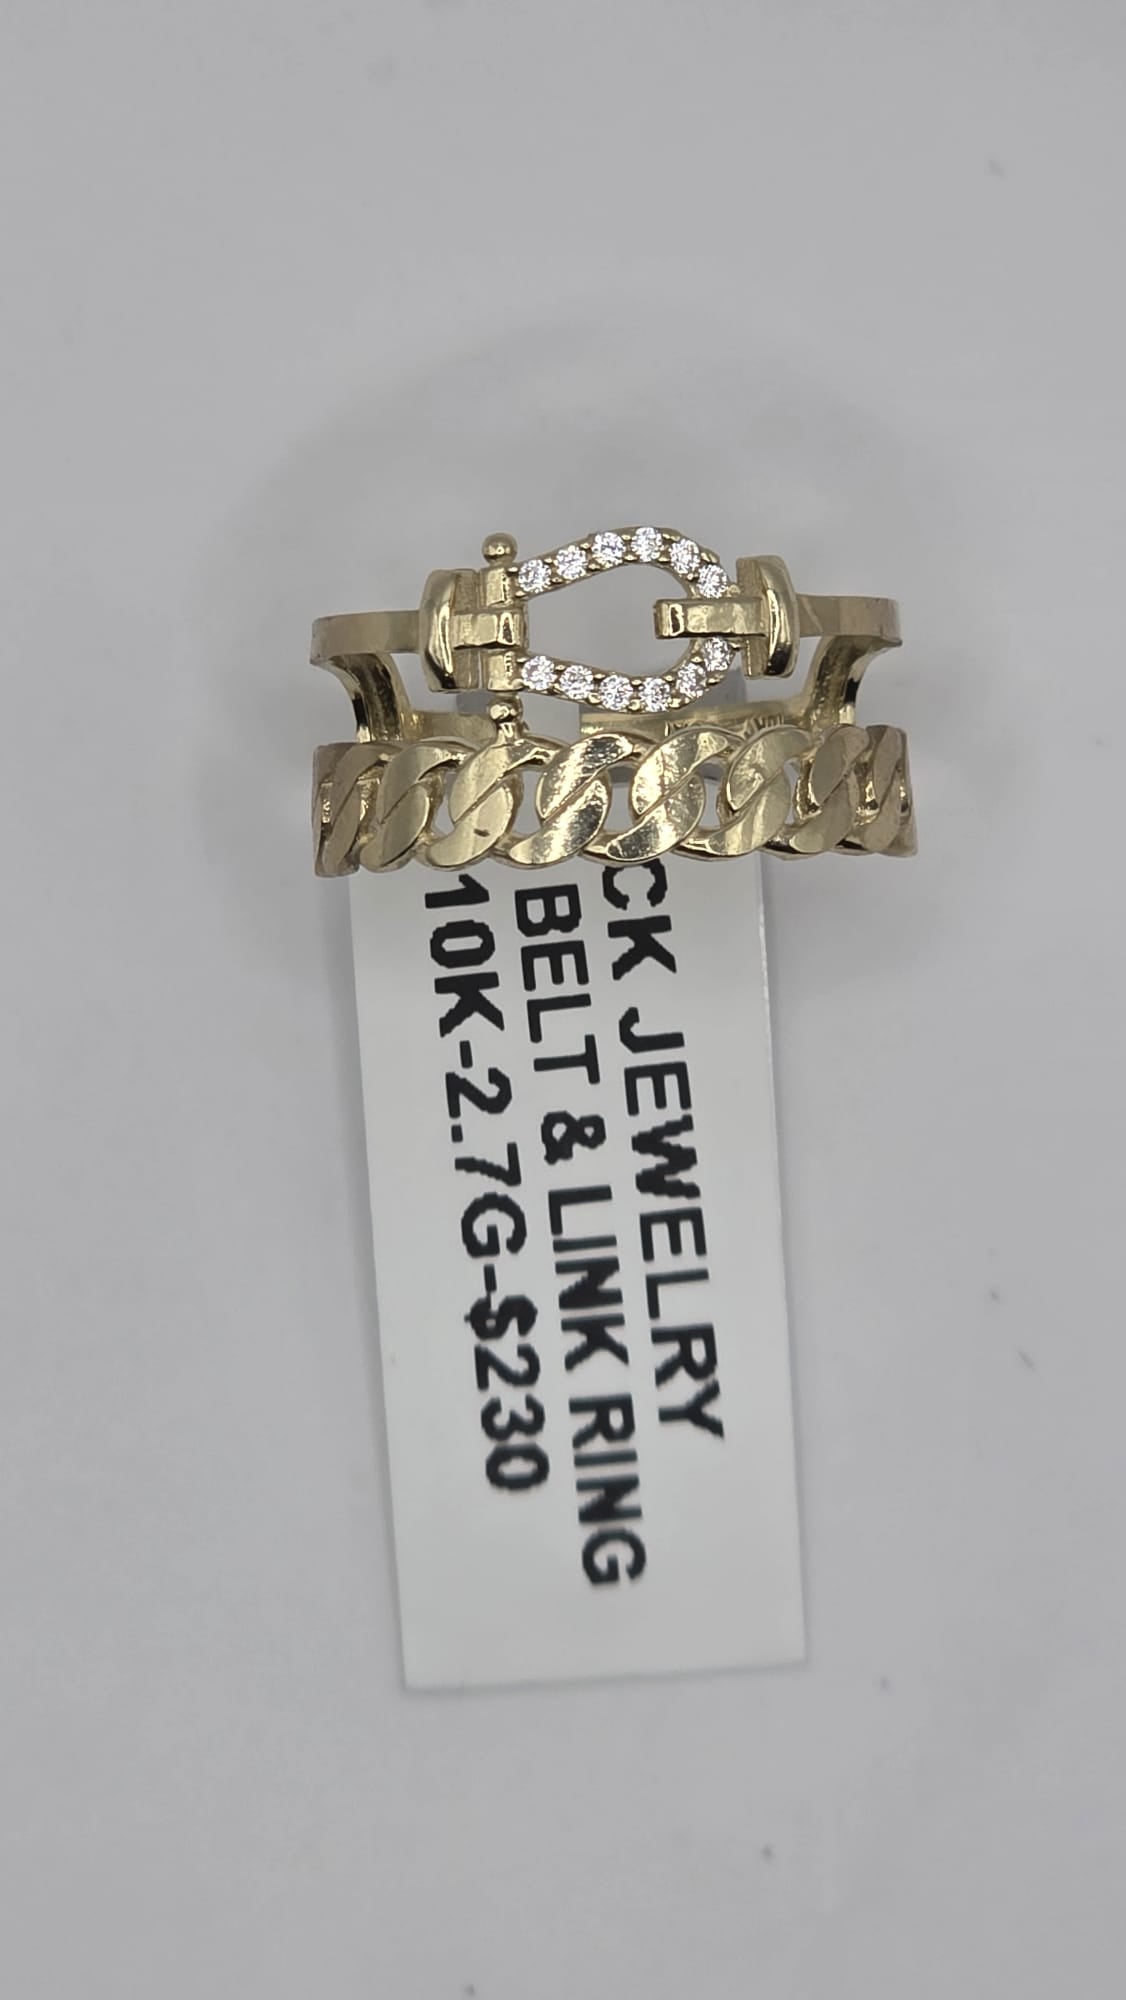 CK JEWELRY
BELT & LINK RING
10K-2.7G-$230